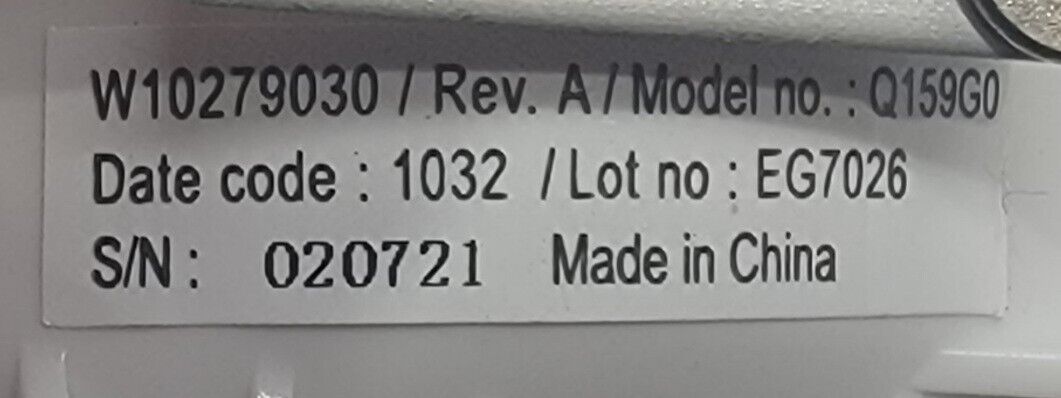 W10279030 / Rev. A / Model no. : Q159G0
Date code : 1032 / Lot no : EG7026
S/N : 020721 Made in China